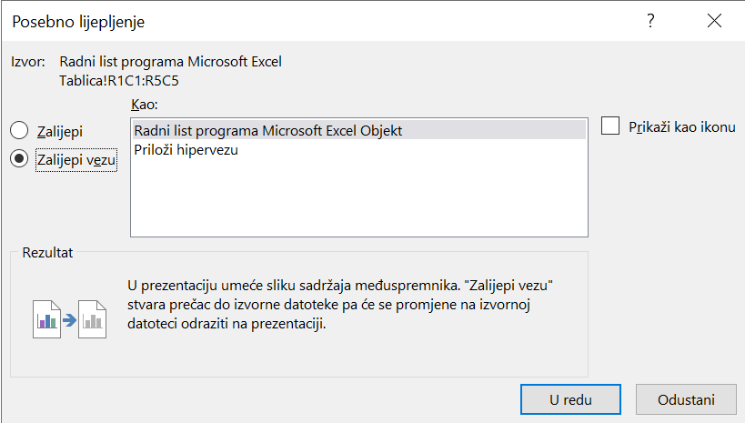 Posebno lijepljenje
?
Izvor: Radni list programa Microsoft Excel
Tablica!R1C1:R5C5
Kao:
Zalijepi
Zalijepi vezu
Radni list programa Microsoft Excel Objekt
Priloži hipervezu
Prikaži kao ikonu
Rezultat
U prezentaciju umeće sliku sadržaja međuspremnika. "Zalijepi vezu"
stvara prečac do izvorne datoteke pa će se promjene na izvornoj
datoteci odraziti na prezentaciji.
U redu
Odustani